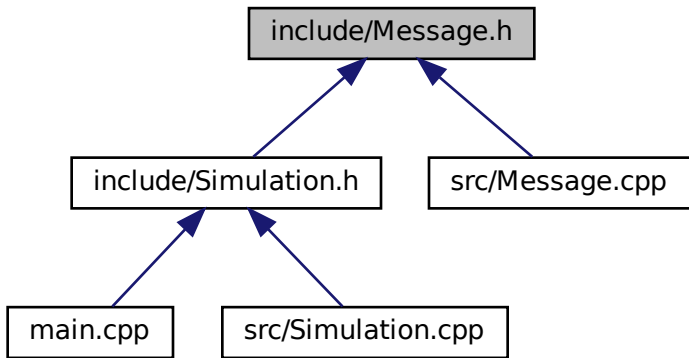 include/Message.h
include/Simulation.h
src/Message.cpp
main.cpp
src/Simulation.cpp